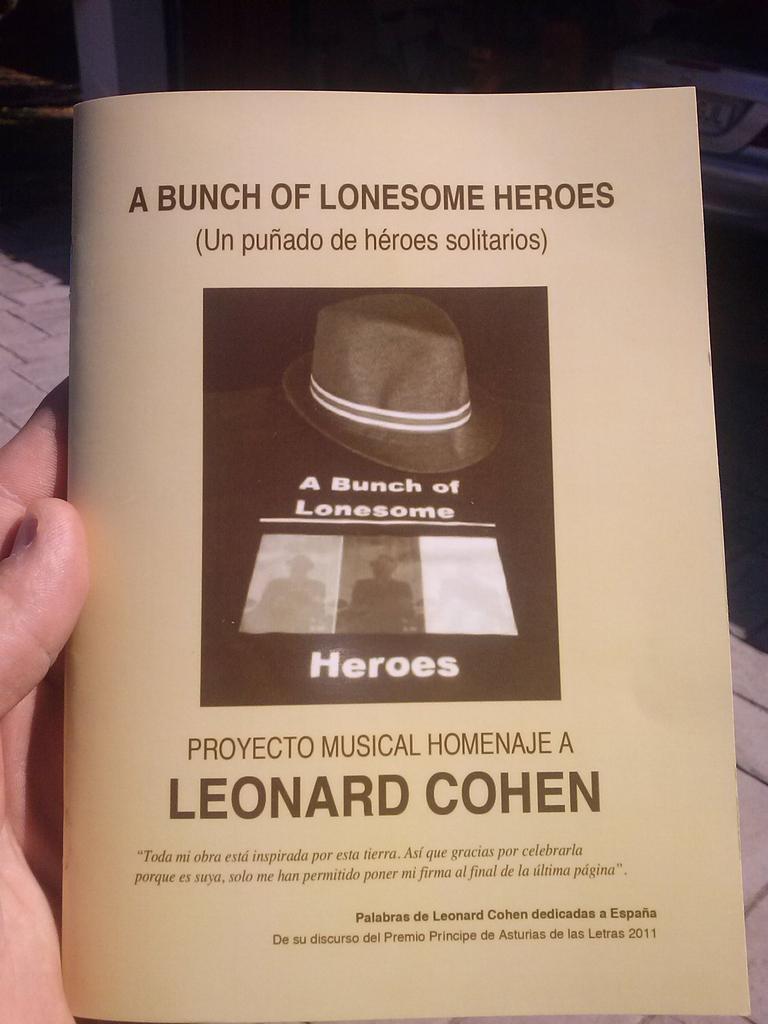 A BUNCH OF LONESOME HEROES
(Un puñado de héroes solitarios)
A Bunch of
Lonesome
Heroes
PROYECTO MUSICAL HOMENAJE A
LEONARD COHEN
“Toda mi obra está inspirada por esta tierra. Así que gracias por celebrarla
porque es suya, solo me han permitido poner mi firma al final de la última página”.
Palabras de Leonard Cohen dedicadas a España
De su discurso del Premio Principe de Asturias de las Letras 2011